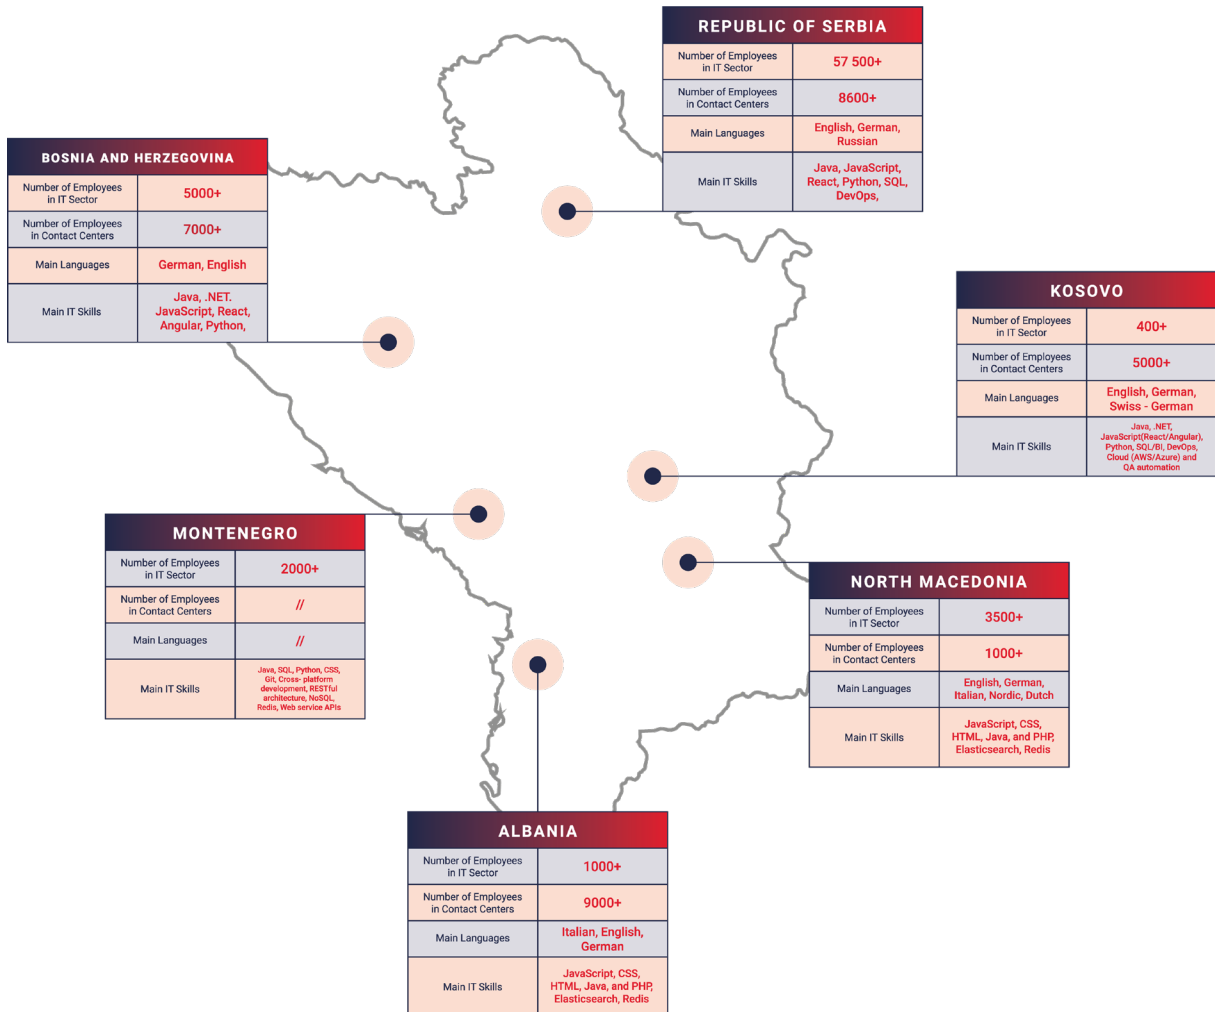 REPUBLIC OF SERBIA
Number of Employees
in IT Sector
57 500+
Number of Employees
in Contact Centers
8600+
Main Languages
English, German,
Russian
Main IT Skills
Java, JavaScript,
React, Python, SQL,
DevOps,
BOSNIA AND HERZEGOVINA
Number of Employees
in IT Sector
5000+
Number of Employees
in Contact Centers
7000+
Main Languages
German, English
Main IT Skills
Java, .NET.
JavaScript, React,
Angular, Python,
KOSOVO
Number of Employees
in IT Sector
400+
Number of Employees
in Contact Centers
5000+
Main Languages
English, German,
Swiss - German
Main IT Skills
Java, .NET,
JavaScript(React/Angular),
Python, SQL/BI, DevOps,
Cloud (AWS/Azure) and
QA automation
MONTENEGRO
Number of Employees
in IT Sector
2000+
Number of Employees
in Contact Centers
//
Main Languages
//
Main IT Skills
Java, SQL, Python, CSS,
Git, Cross- platform
development, RESTful
architecture, NoSQL,
Redis, Web service APIs
NORTH MACEDONIA
Number of Employees
in IT Sector
3500+
Number of Employees
in Contact Centers
1000+
Main Languages
English, German,
Italian, Nordic, Dutch
Main IT Skills
JavaScript, CSS,
HTML, Java, and PHP,
Elasticsearch, Redis
ALBANIA
Number of Employees
in IT Sector
1000+
Number of Employees
in Contact Centers
9000+
Main Languages
Italian, English,
German
Main IT Skills
JavaScript, CSS,
HTML, Java, and PHP,
Elasticsearch, Redis